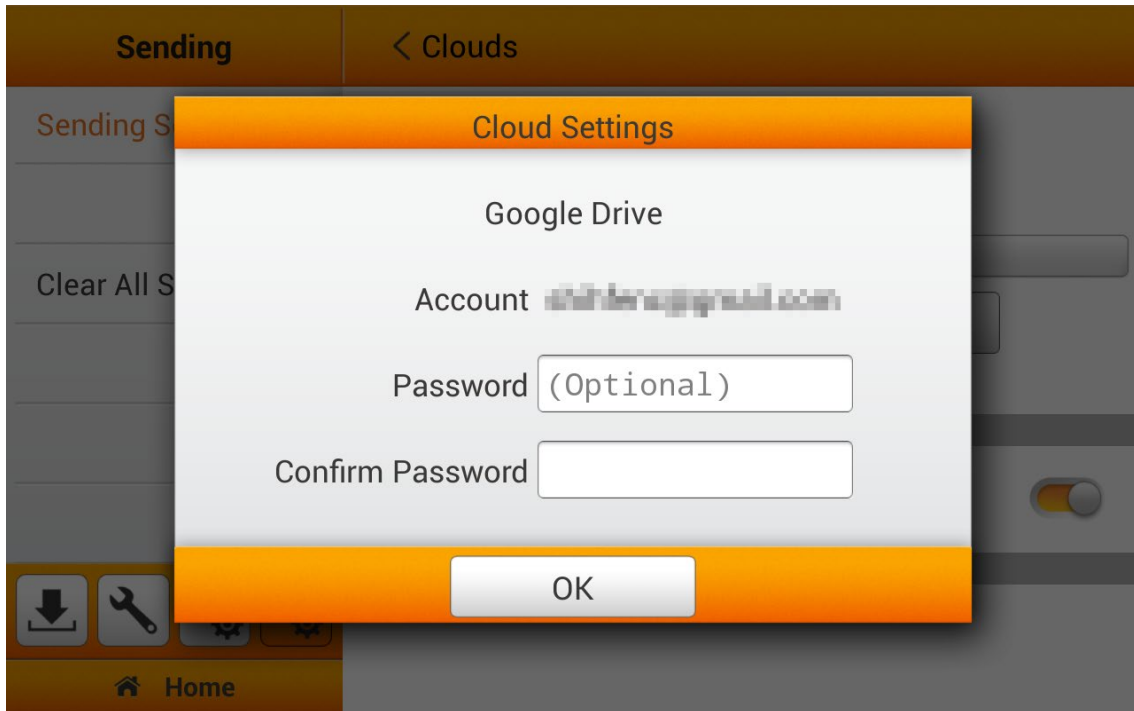 Sending
< Clouds
Sending S
Cloud Settings
Google Drive
Clear All S
Account
Password (Optional)
Confirm Password
OK
Home